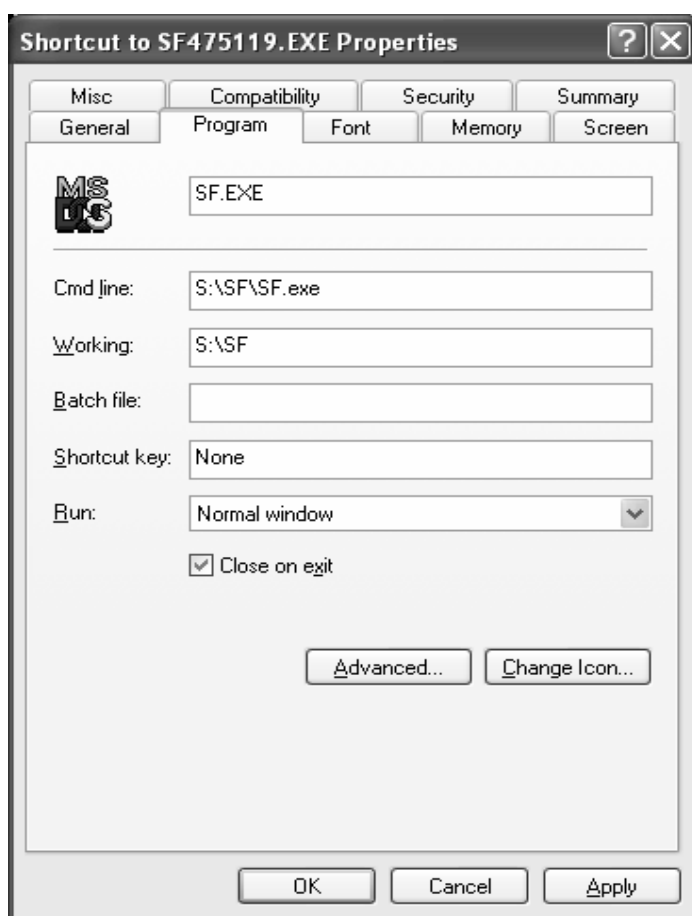 Shortcut to SF475119.EXE Properties
Misc Compatibility Security Summary
General Program Font Memory Screen
MS DOS
SF.EXE
Cmd line: S:\SF\SF.exe
Working: S:\SF
Batch file:
Shortcut key: None
Run: Normal window
Close on exit
Advanced... Change Icon...
OK Cancel Apply